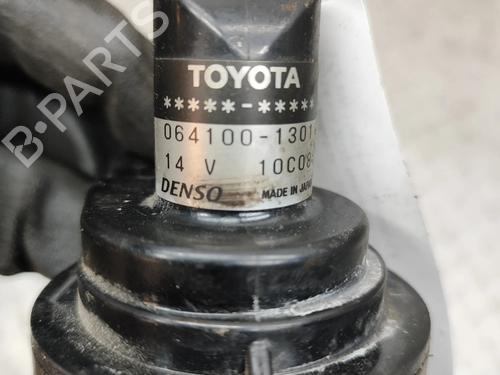 B·PARTS
TOYOTA
*****-*****
064100-1301
14 V 10C08
DENSO MADE IN JAPAN